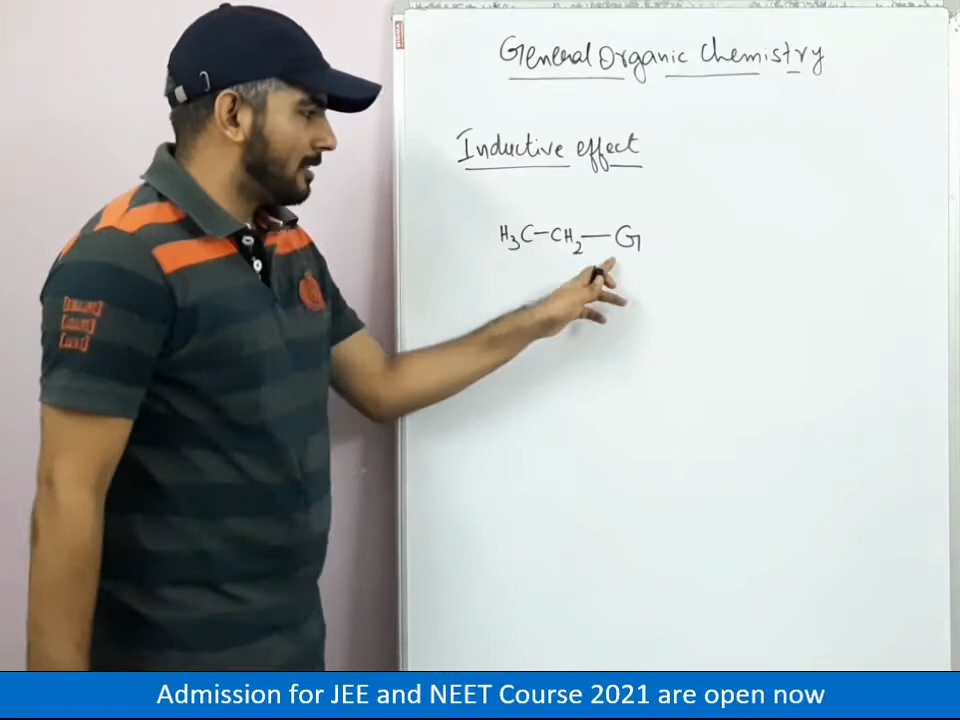 General Organic Chemistry
Inductive effect
H₃C-CH₂-G
Admission for JEE and NEET Course 2021 are open now